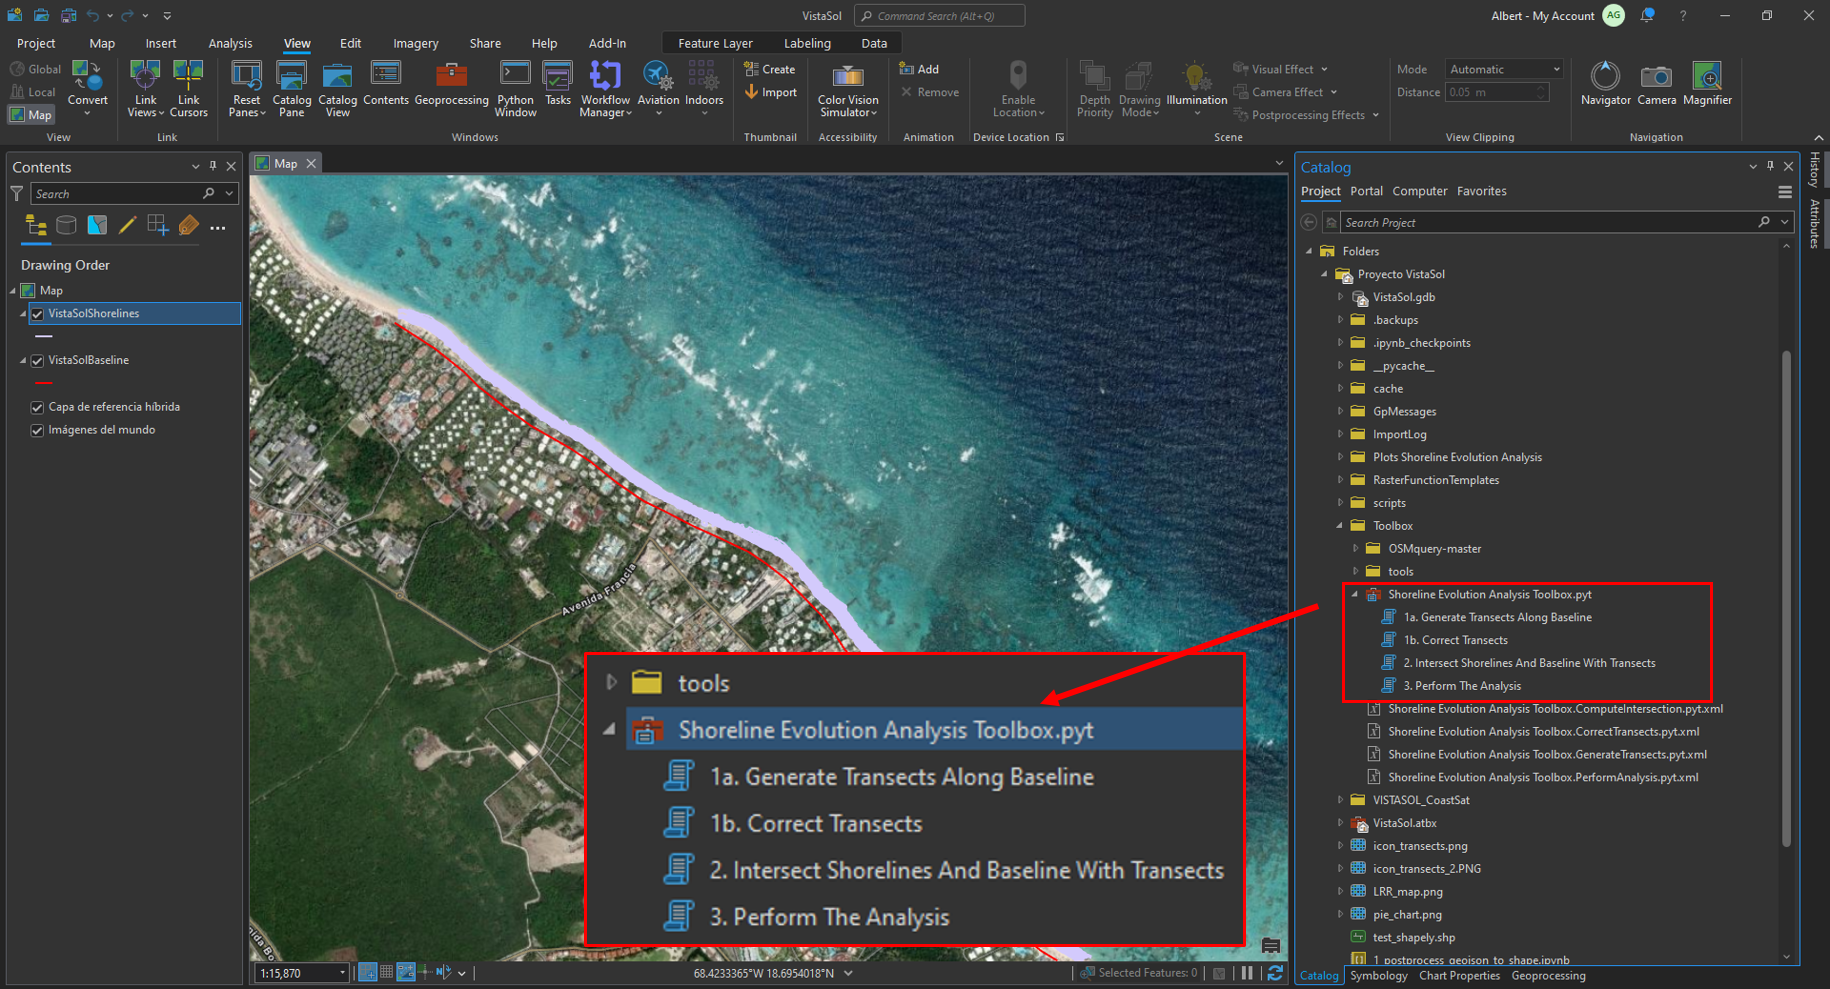 VistaSol
Command Search (Alt+Q)
Albert - My Account
AG
?
Project Map Insert Analysis View Edit Imagery Share Help Add-In Feature Layer Labeling Data
Global
Local
Map
Convert
View
Link Views
Link Cursors
Link
Reset Panes
Catalog Pane
Catalog View
Contents
Geoprocessing
Python Window
Tasks
Workflow Manager
Aviation
Indoors
Windows
Create
Import
Thumbnail
Color Vision Simulator
Accessibility
Add
Remove
Animation
Enable Location
Device Location
Depth Priority
Drawing Mode
Illumination
Visual Effect
Camera Effect
Postprocessing Effects
Scene
Mode Automatic
Distance 0.05 m
View Clipping
Navigator
Camera
Magnifier
Navigation
Contents
Search
Drawing Order
Map
VistaSolShorelines
VistaSolBaseline
Capa de referencia híbrida
Imágenes del mundo
Map
Avenida Francia
tools
Shoreline Evolution Analysis Toolbox.pyt
1a. Generate Transects Along Baseline
1b. Correct Transects
2. Intersect Shorelines And Baseline With Transects
3. Perform The Analysis
1:15,870
68.4233365°W 18.6954018°N
Selected Features: 0
Catalog
Project Portal Computer Favorites
Search Project
Folders
Proyecto VistaSol
VistaSol.gdb
.backups
.ipynb_checkpoints
__pycache__
cache
GpMessages
ImportLog
Plots Shoreline Evolution Analysis
RasterFunctionTemplates
scripts
Toolbox
OSMquery-master
tools
Shoreline Evolution Analysis Toolbox.pyt
1a. Generate Transects Along Baseline
1b. Correct Transects
2. Intersect Shorelines And Baseline With Transects
3. Perform The Analysis
Shoreline Evolution Analysis Toolbox.ComputeIntersection.pyt.xml
Shoreline Evolution Analysis Toolbox.CorrectTransects.pyt.xml
Shoreline Evolution Analysis Toolbox.GenerateTransects.pyt.xml
Shoreline Evolution Analysis Toolbox.PerformAnalysis.pyt.xml
VISTASOL_CoastSat
VistaSol.atbx
icon_transects.png
icon_transects_2.PNG
LRR_map.png
pie_chart.png
test_shapely.shp
1_postprocess_geojson_to_shape.ipynb
Catalog Symbology Chart Properties Geoprocessing
History
Attributes